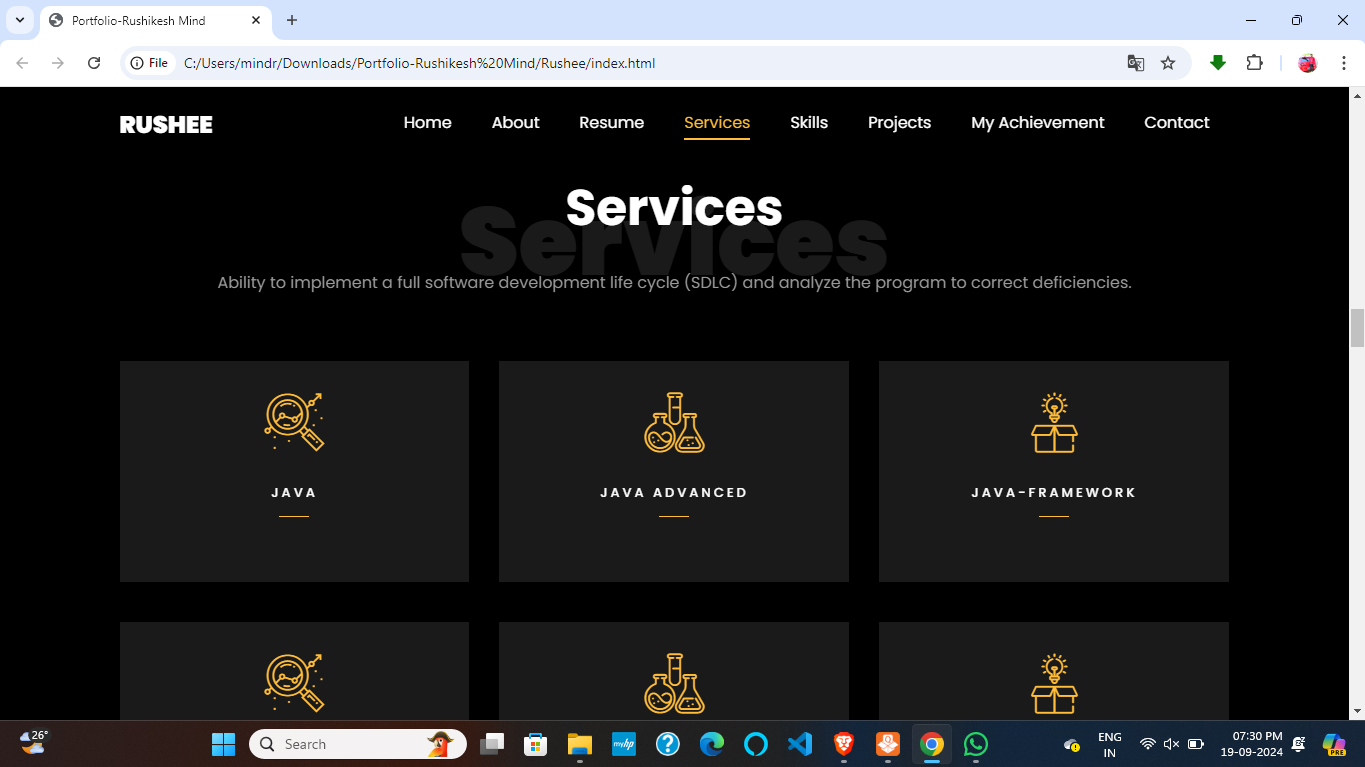 Portfolio-Rushikesh Mind
File C:/Users/mindr/Downloads/Portfolio-Rushikesh%20Mind/Rushee/index.html
RUSHEE Home About Resume Services Skills Projects My Achievement Contact
Services
Services
Ability to implement a full software development life cycle (SDLC) and analyze the program to correct deficiencies.
JAVA JAVA ADVANCED JAVA-FRAMEWORK
26° Search myhp ENG 07:30 PM
IN 19-09-2024 PRE